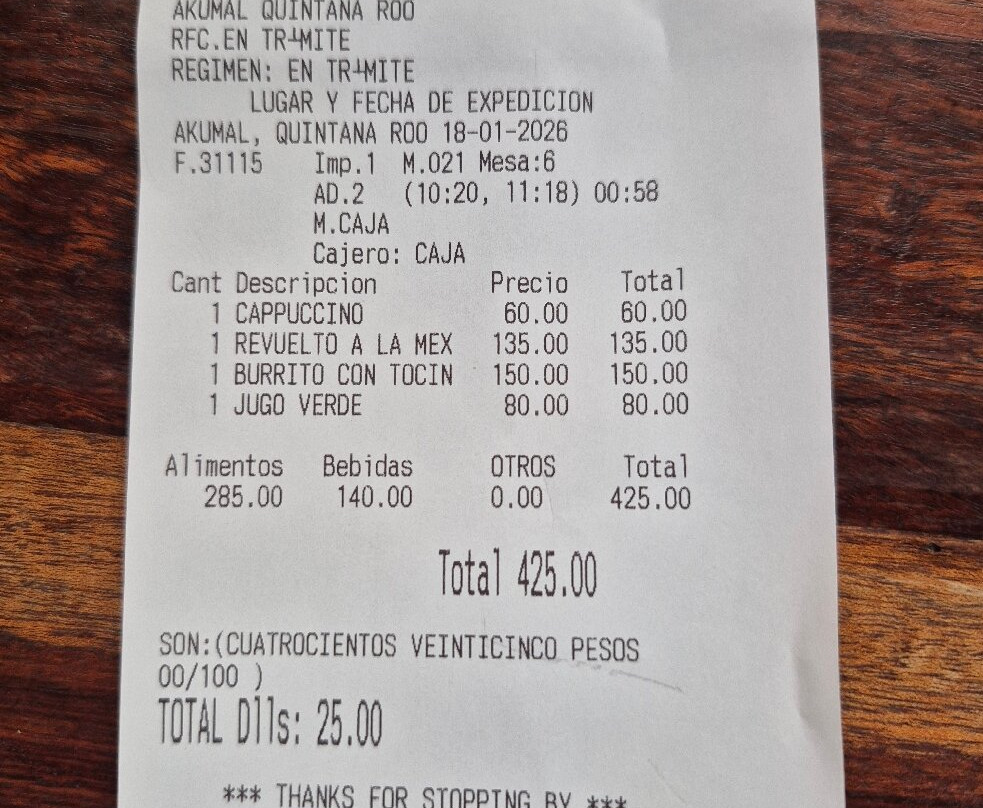 AKUMAL QUINTANA ROO
RFC.EN TR┴MITE
REGIMEN: EN TR┴MITE
LUGAR Y FECHA DE EXPEDICION
AKUMAL, QUINTANA ROO 18-01-2026
F.31115 Imp.1 M.021 Mesa:6
AD.2 (10:20, 11:18) 00:58
M.CAJA
Cajero: CAJA
Cant Descripcion Precio Total
1 CAPPUCCINO 60.00 60.00
1 REVUELTO A LA MEX 135.00 135.00
1 BURRITO CON TOCIN 150.00 150.00
1 JUGO VERDE 80.00 80.00
Alimentos Bebidas OTROS Total
285.00 140.00 0.00 425.00
Total 425.00
SON:(CUATROCIENTOS VEINTICINCO PESOS
00/100 )
TOTAL Dlls: 25.00
*** THANKS FOR STOPPING BY ***